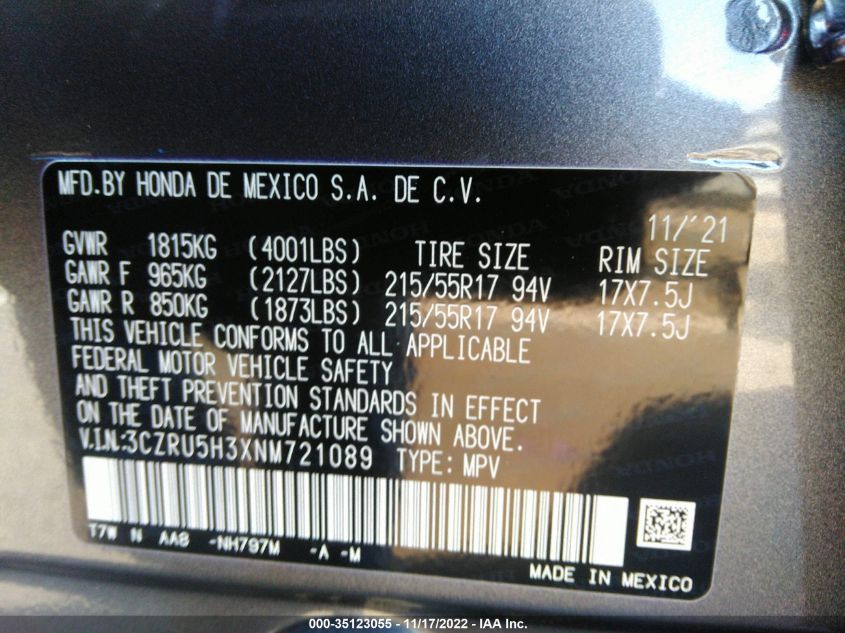 MFD.BY HONDA DE MEXICO S.A. DE C.V.
11/'21
GVWR 1815KG (4001LBS) TIRE SIZE RIM SIZE
GAWR F 965KG (2127LBS) 215/55R17 94V 17X7.5J
GAWR R 850KG (1873LBS) 215/55R17 94V 17X7.5J
THIS VEHICLE CONFORMS TO ALL APPLICABLE
FEDERAL MOTOR VEHICLE SAFETY
AND THEFT PREVENTION STANDARDS IN EFFECT
ON THE DATE OF MANUFACTURE SHOWN ABOVE.
V.I.N.:3CZRU5H3XNM721089 TYPE: MPV
T7W N AA8 -NH797M -A -M
MADE IN MEXICO
000-35123055 - 11/17/2022 - IAA Inc.